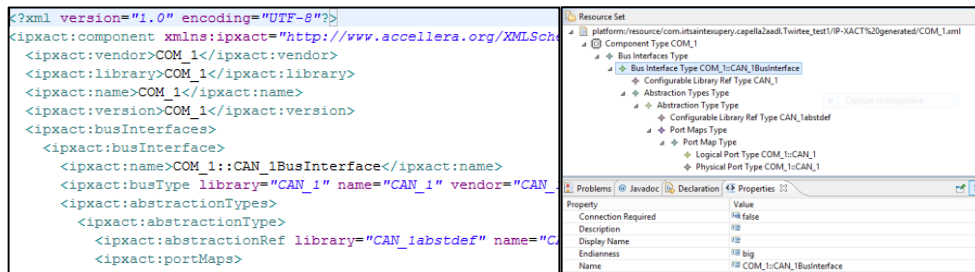 <?xml version="1.0" encoding="UTF-8"?>
<ipxact:component xmlns:ipxact="http://www.accellera.org/XMLSche
<ipxact:vendor>COM_1</ipxact:vendor>
<ipxact:library>COM_1</ipxact:library>
<ipxact:name>COM_1</ipxact:name>
<ipxact:version>COM_1</ipxact:version>
<ipxact:busInterfaces>
<ipxact:busInterface>
<ipxact:name>COM_1::CAN_1BusInterface</ipxact:name>
<ipxact:busType library="CAN_1" name="CAN_1" vendor="CAN_
<ipxact:abstractionTypes>
<ipxact:abstractionType>
<ipxact:abstractionRef library="CAN_1abstdef" name="CA
<ipxact:portMaps>
Resource Set
platform:/resource/com.irtsaintexupery.capella2aadl.Twirtee_test1/IP-XACT%20generated/COM_1.xml
Component Type COM_1
Bus Interfaces Type
Bus Interface Type COM_1::CAN_1BusInterface
Configurable Library Ref Type CAN_1
Abstraction Types Type
Abstraction Type Type
Configurable Library Ref Type CAN_1abstdef
Port Maps Type
Port Map Type
Logical Port Type COM_1::CAN_1
Physical Port Type COM_1::CAN_1
Capture rectangulaire
Problems @ Javadoc Declaration Properties
Property Value
Connection Required false
Description
Display Name
Endianness big
Name COM_1::CAN_1BusInterface